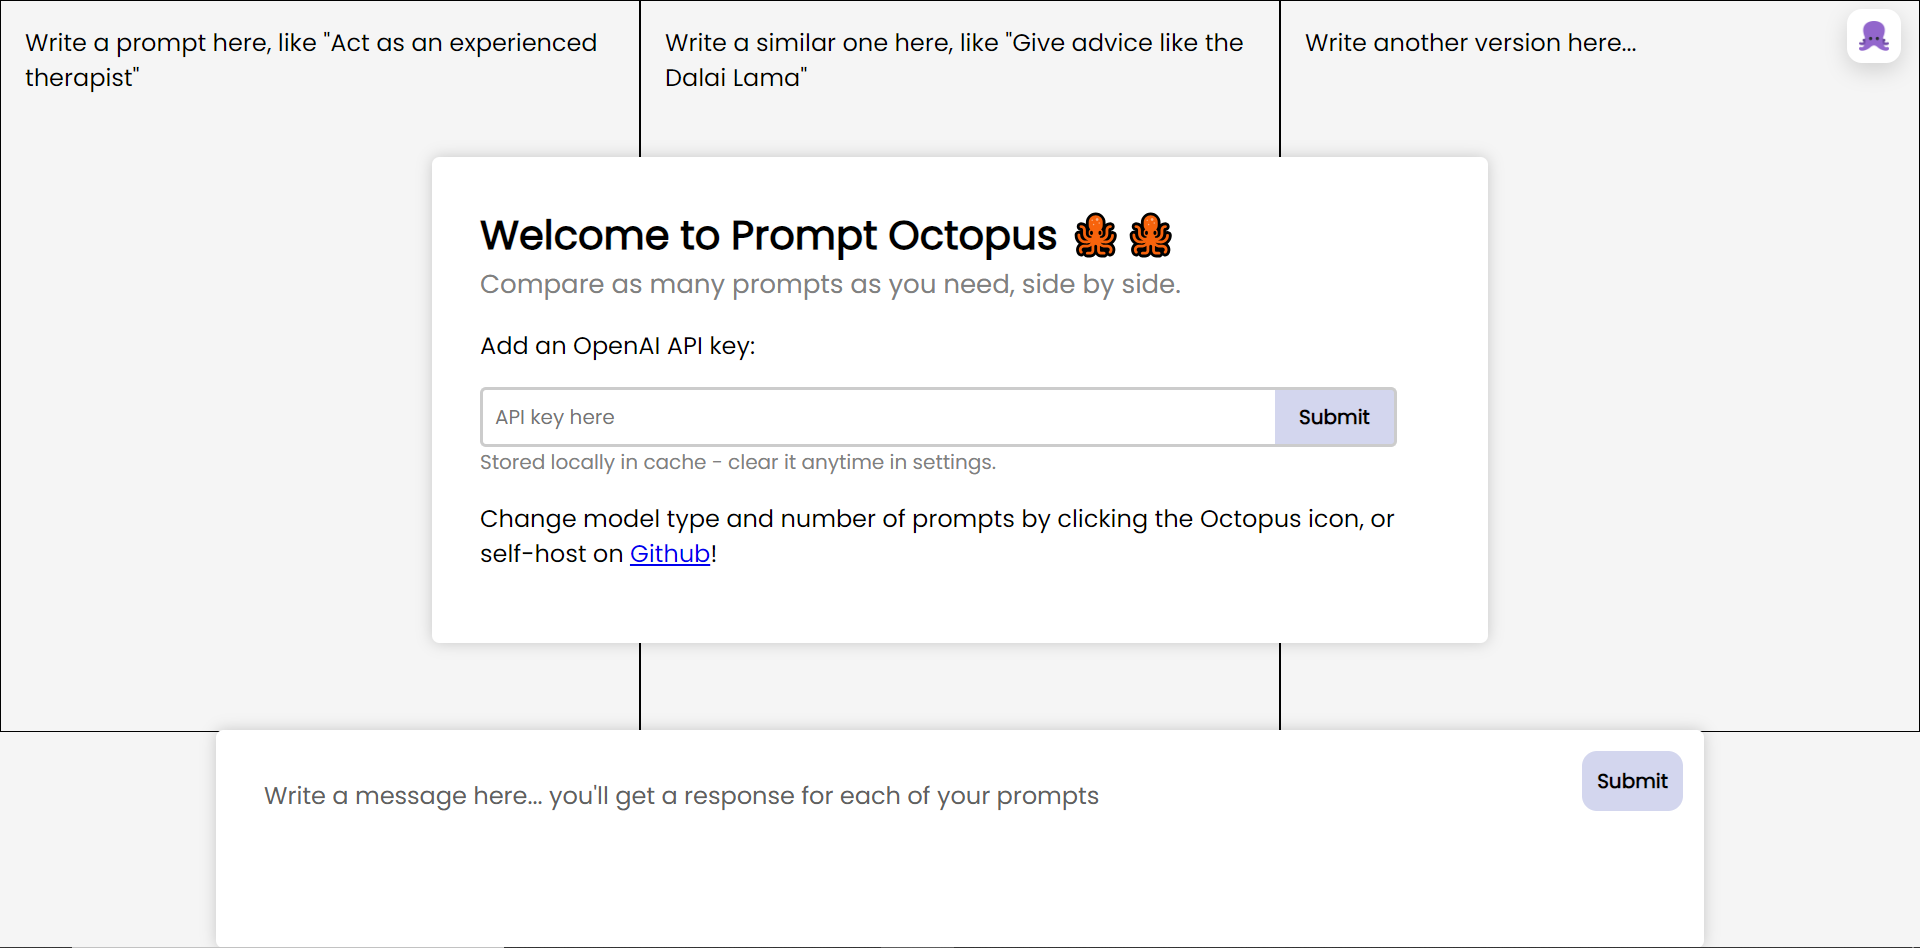 Write a prompt here, like "Act as an experienced
therapist"
Write a similar one here, like "Give advice like the
Dalai Lama"
Write another version here...
Welcome to Prompt Octopus 🐙🐙
Compare as many prompts as you need, side by side.
Add an OpenAI API key:
API key here
Submit
Stored locally in cache - clear it anytime in settings.
Change model type and number of prompts by clicking the Octopus icon, or
self-host on Github!
Write a message here... you'll get a response for each of your prompts
Submit